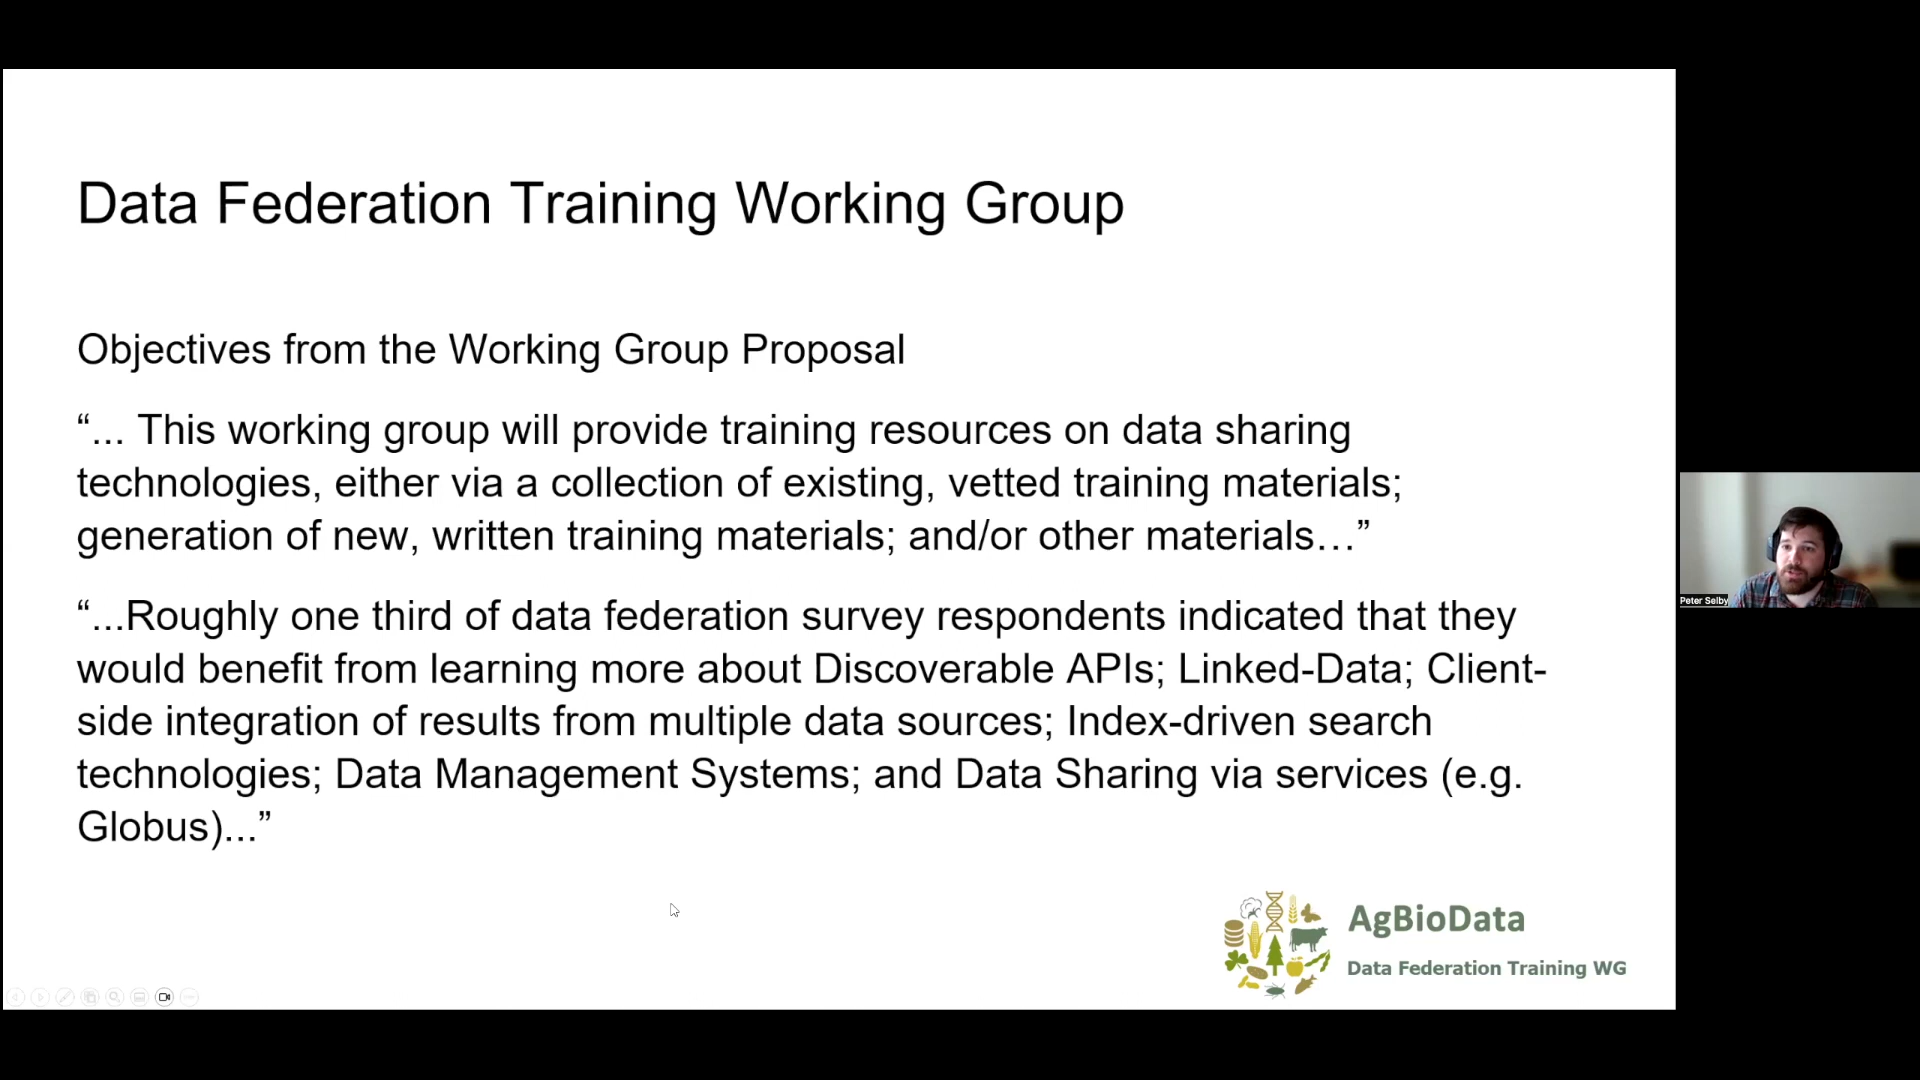 Data Federation Training Working Group
Objectives from the Working Group Proposal
“... This working group will provide training resources on data sharing
technologies, either via a collection of existing, vetted training materials;
generation of new, written training materials; and/or other materials…”
“...Roughly one third of data federation survey respondents indicated that they
would benefit from learning more about Discoverable APIs; Linked-Data; Client-
side integration of results from multiple data sources; Index-driven search
technologies; Data Management Systems; and Data Sharing via services (e.g.
Globus)...”
AgBioData
Data Federation Training WG
Peter Selby